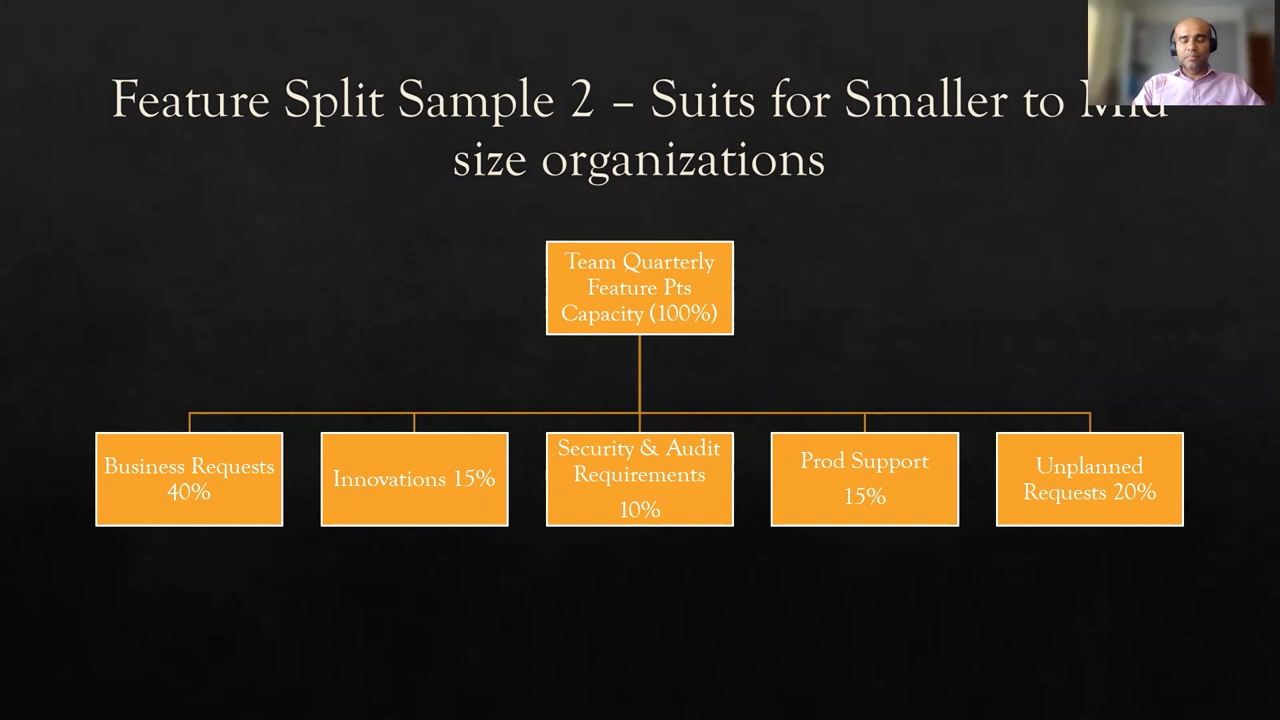 Feature Split Sample 2 – Suits for Smaller to Mid
size organizations
Team Quarterly
Feature Pts
Capacity (100%)
Business Requests
40%
Innovations 15%
Security & Audit
Requirements
10%
Prod Support
15%
Unplanned
Requests 20%